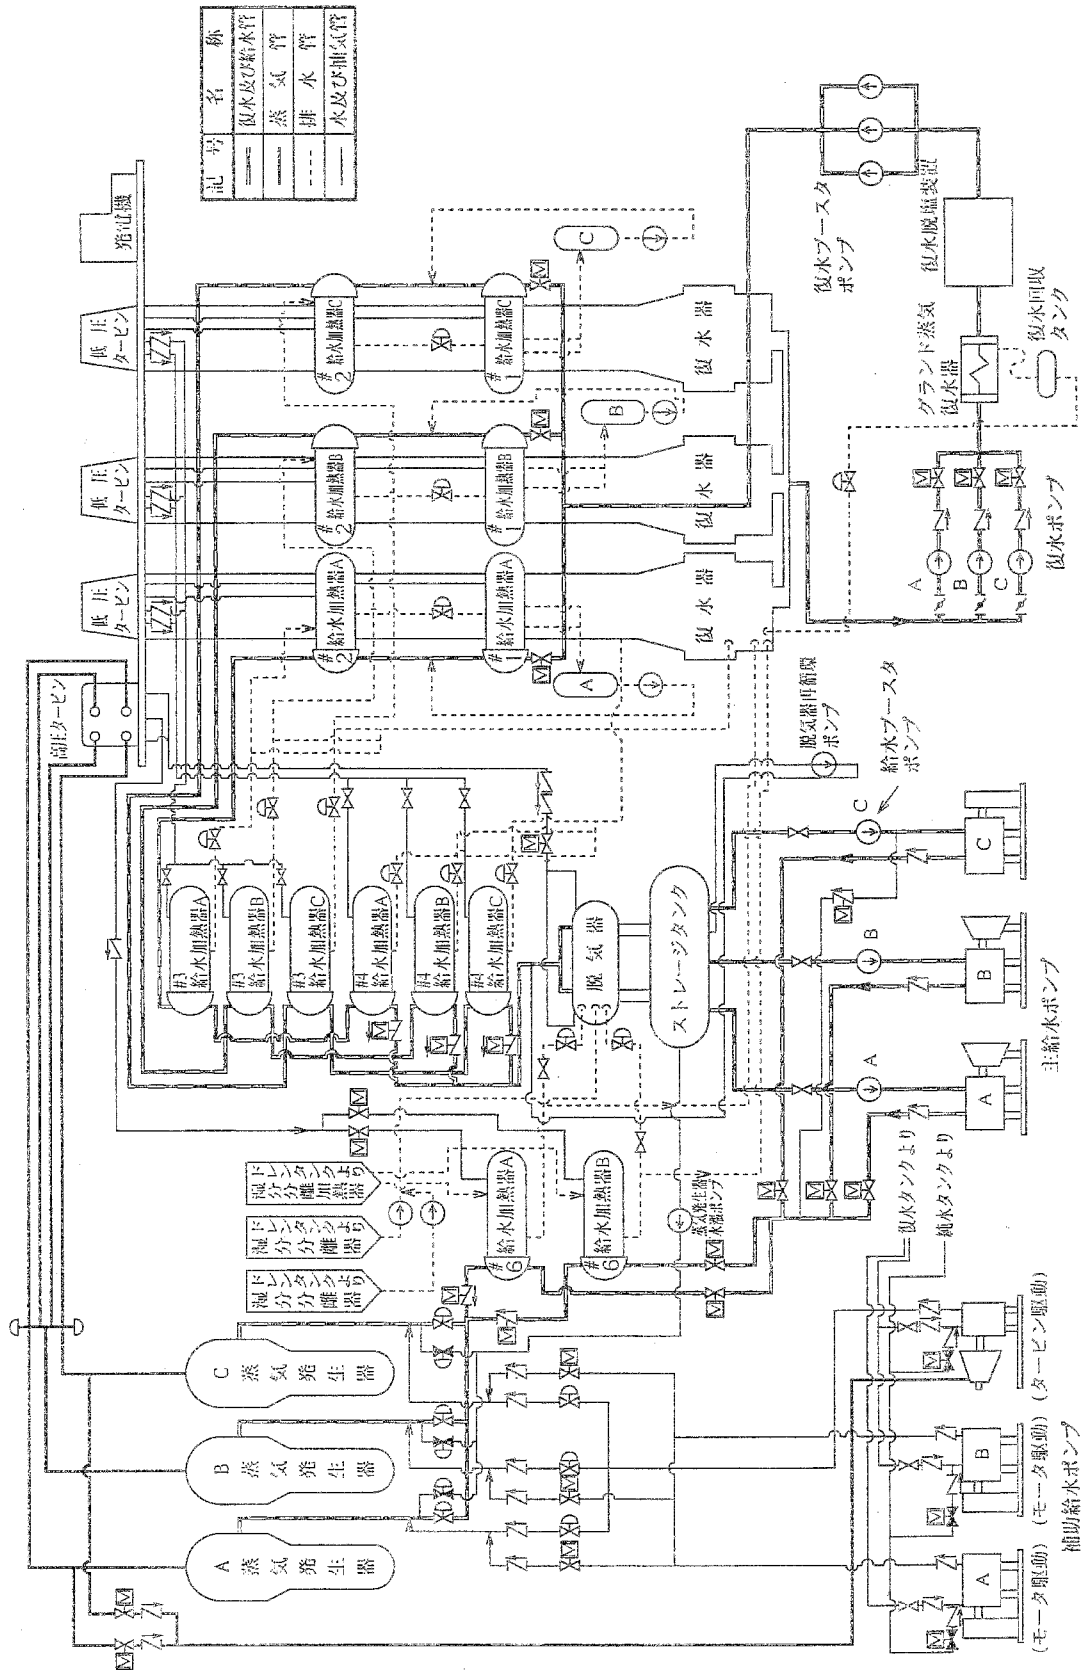 記号 名称
復水及び給水管
蒸気管
排水管
水及び抽気管
発電機
低圧
タービン
低圧
タービン
低圧
タービン
高圧タービン
#2 給水加熱器C
#1 給水加熱器C
#2 給水加熱器B
#1 給水加熱器B
#2 給水加熱器A
#1 給水加熱器A
C
B
A
復水器
復水器
復水器
復水ブースタ
ポンプ
復水脱塩装置
グランド蒸気
復水器
復水回収
タンク
A
B
C
復水ポンプ
M
M
M
M
M
M
#3
給水加熱器A
#3
給水加熱器B
#3
給水加熱器C
#4
給水加熱器A
#4
給水加熱器B
#4
給水加熱器C
M
M
M
M
脱気器
ストレージタンク
脱気器再循環
ポンプ
給水ブースタ
ポンプ
C
B
A
C
B
A
主給水ポンプ
M
M
M
M
湿分分離加熱器
ドレンタンクより
湿分分離器
ドレンタンクより
湿分分離器
ドレンタンクより
#6
給水加熱器A
#6
給水加熱器B
蒸気発生器
水張ポンプ
M
M
M
M
M
M
復水タンクより
純水タンクより
C
蒸気発生器
B
蒸気発生器
A
蒸気発生器
M
M
M
M
M
M
M
M
(タービン駆動)
B
(モータ駆動)
A
(モータ駆動)
補助給水ポンプ